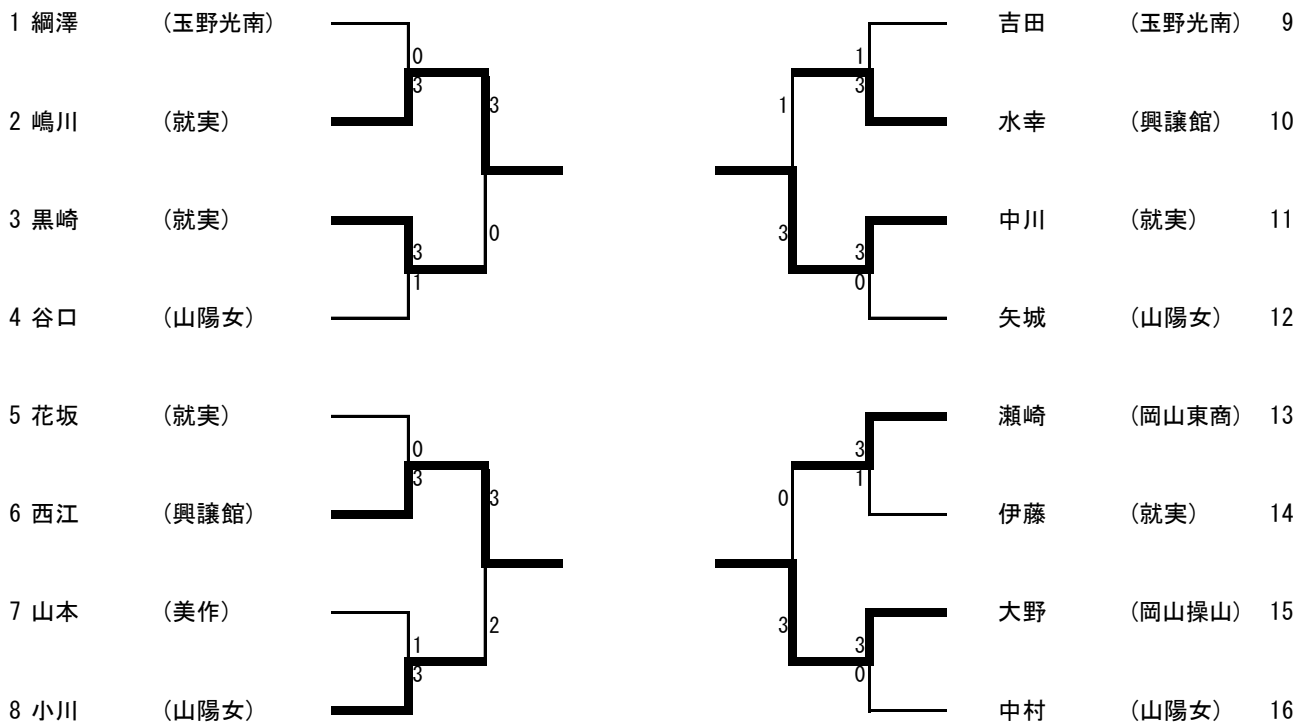 1 綱澤 (玉野光南) 吉田 (玉野光南) 9
0 1
3 3
2 嶋川 (就実) 3 1 水幸 (興譲館) 10
3 黒崎 (就実) 0 3 中川 (就実) 11
3 3
1 0
4 谷口 (山陽女) 矢城 (山陽女) 12
5 花坂 (就実) 瀬崎 (岡山東商) 13
0 3
3 1
6 西江 (興譲館) 3 0 伊藤 (就実) 14
7 山本 (美作) 2 3 大野 (岡山操山) 15
1 3
3 0
8 小川 (山陽女) 中村 (山陽女) 16